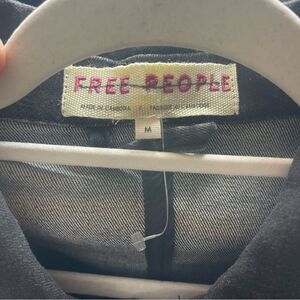 FREE PEOPLE
MADE IN CAMBODIA / FABRIQUÉ AU CAMBODGE
M